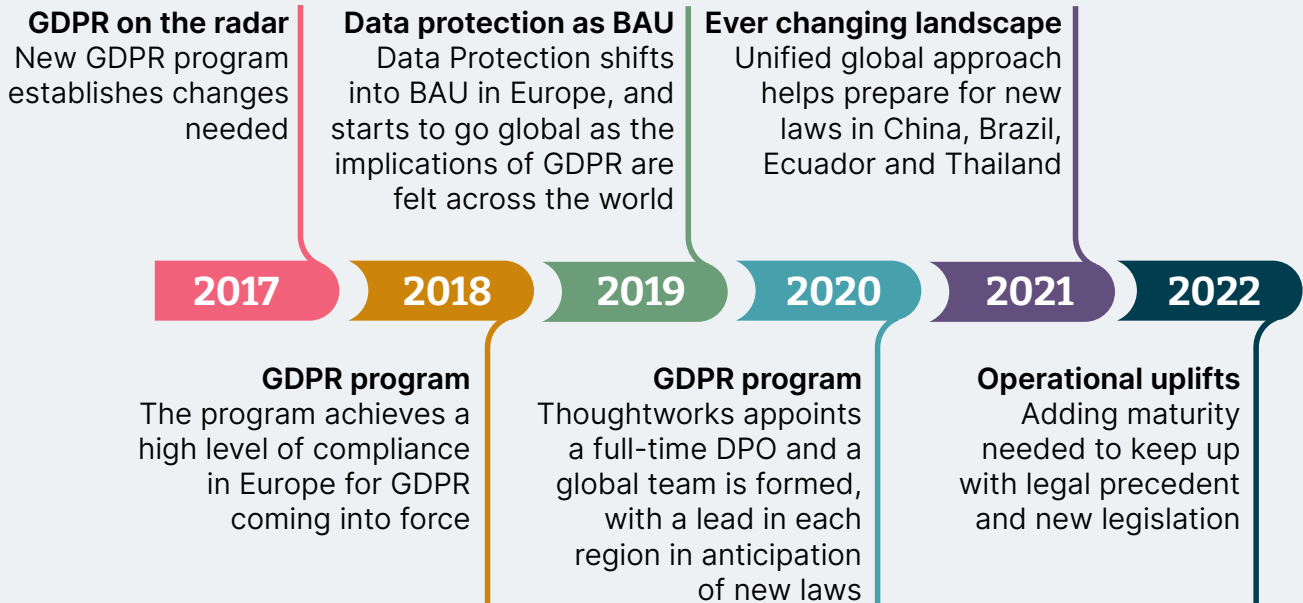 GDPR on the radar
New GDPR program
establishes changes
needed
Data protection as BAU
Data Protection shifts
into BAU in Europe, and
starts to go global as the
implications of GDPR are
felt across the world
Ever changing landscape
Unified global approach
helps prepare for new
laws in China, Brazil,
Ecuador and Thailand
2017
2018
2019
2020
2021
2022
GDPR program
The program achieves a
high level of compliance
in Europe for GDPR
coming into force
GDPR program
Thoughtworks appoints
a full-time DPO and a
global team is formed,
with a lead in each
region in anticipation
of new laws
Operational uplifts
Adding maturity
needed to keep up
with legal precedent
and new legislation